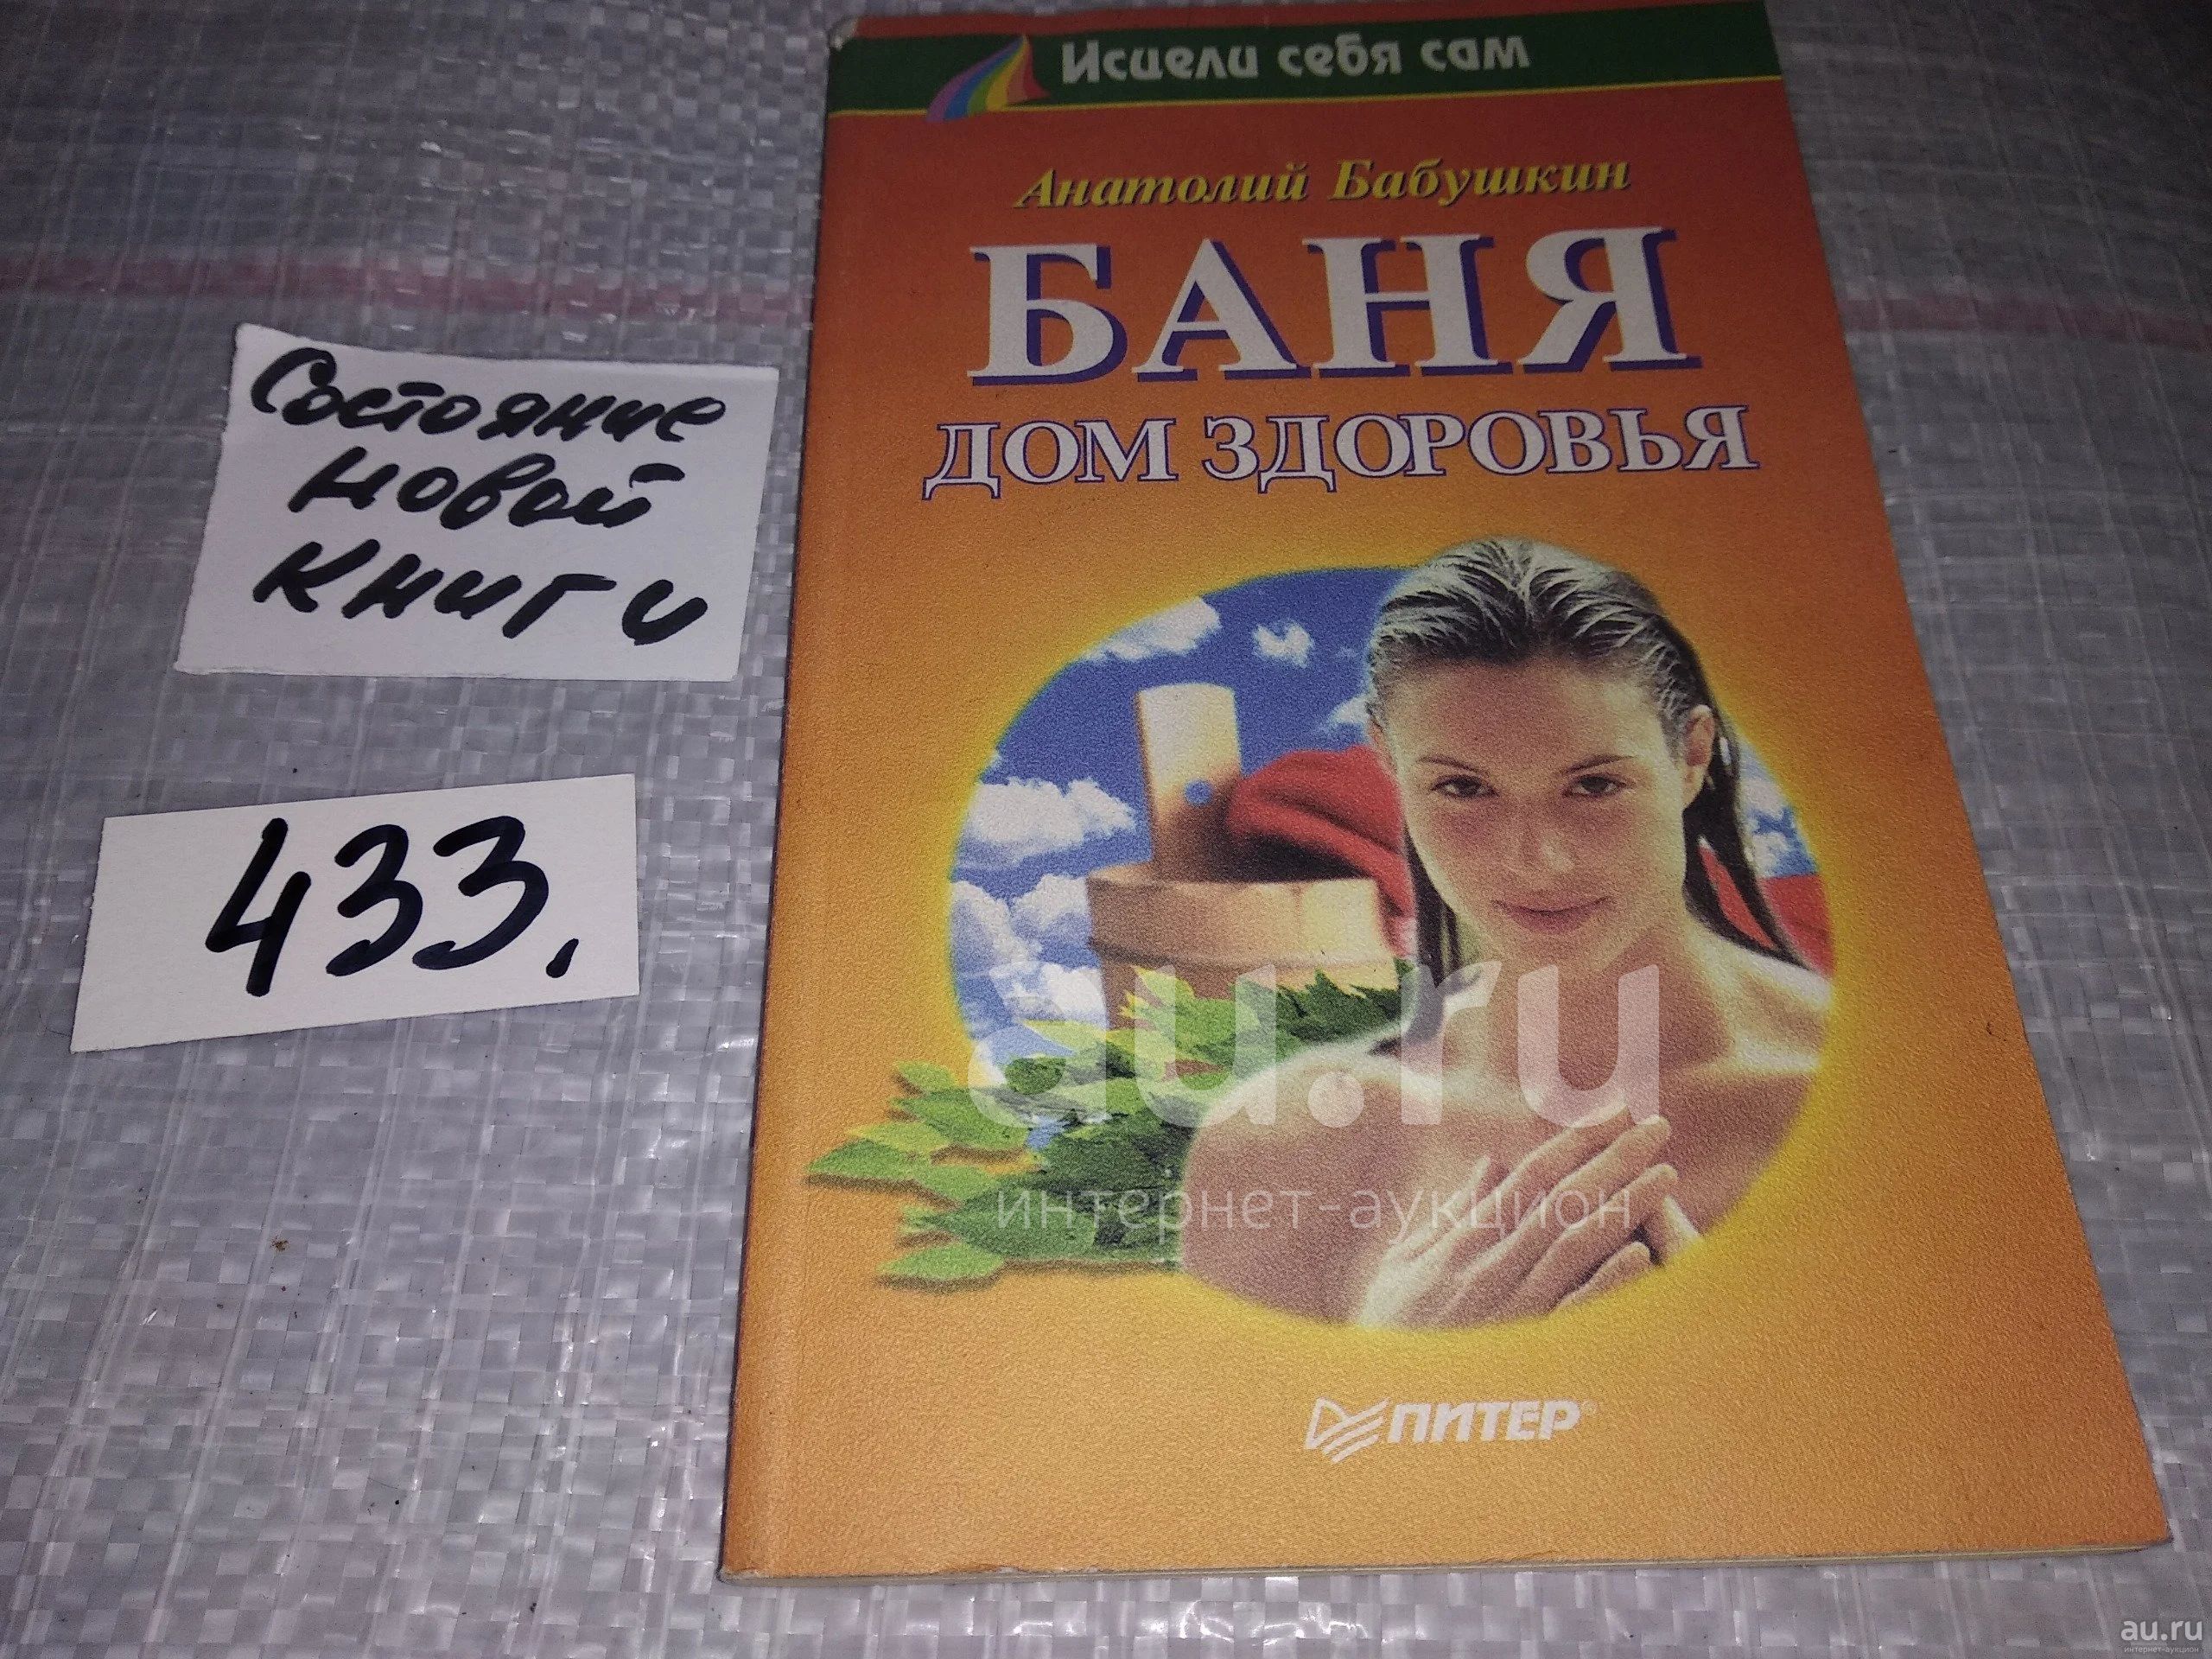 Исцели себя сам
Анатолий Бабушкин
БАНЯ
ДОМ ЗДОРОВЬЯ
Состояние
новой
книги
433.
au.ru
интернет-аукцион
ПИТЕР®
au.ru
интернет-аукцион